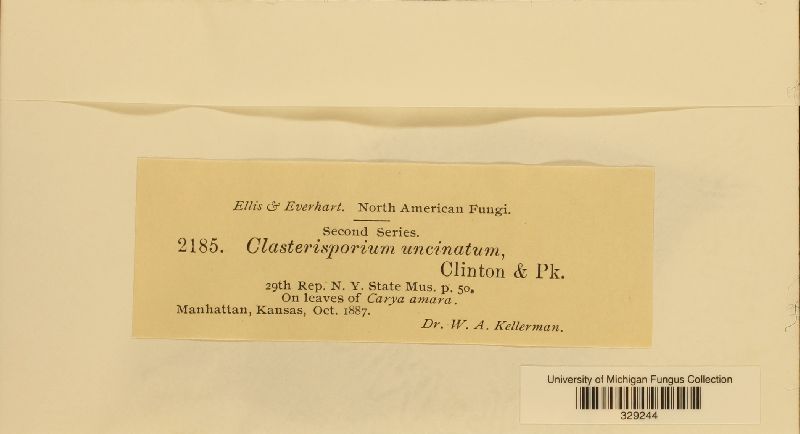 Ellis & Everhart. North American Fungi.
Second Series.
2185. Clasterisporium uncinatum,
Clinton & Pk.
29th Rep. N. Y. State Mus. p. 50.
On leaves of Carya amara.
Manhattan, Kansas, Oct. 1887.
Dr. W. A. Kellerman.
University of Michigan Fungus Collection
329244